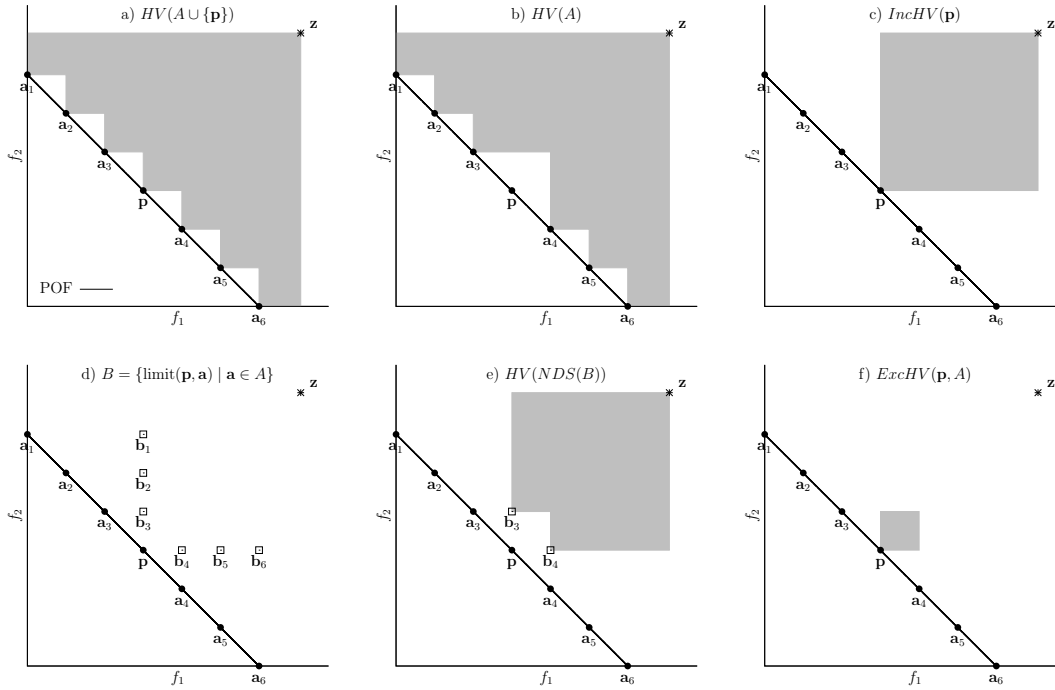 a) HV(A ∪ {p})
z
a₁
a₂
a₃
p
a₄
a₅
a₆
f₂
POF
f₁
b) HV(A)
z
a₁
a₂
a₃
p
a₄
a₅
a₆
f₂
f₁
c) IncHV(p)
z
a₁
a₂
a₃
p
a₄
a₅
a₆
f₂
f₁
d) B = {limit(p, a) | a ∈ A}
z
b₁
a₁
b₂
a₂
b₃
a₃
p
b₄
b₅
b₆
a₄
a₅
a₆
f₂
f₁
e) HV(NDS(B))
z
a₁
a₂
a₃
b₃
p
b₄
a₄
a₅
a₆
f₂
f₁
f) ExcHV(p, A)
z
a₁
a₂
a₃
p
a₄
a₅
a₆
f₂
f₁